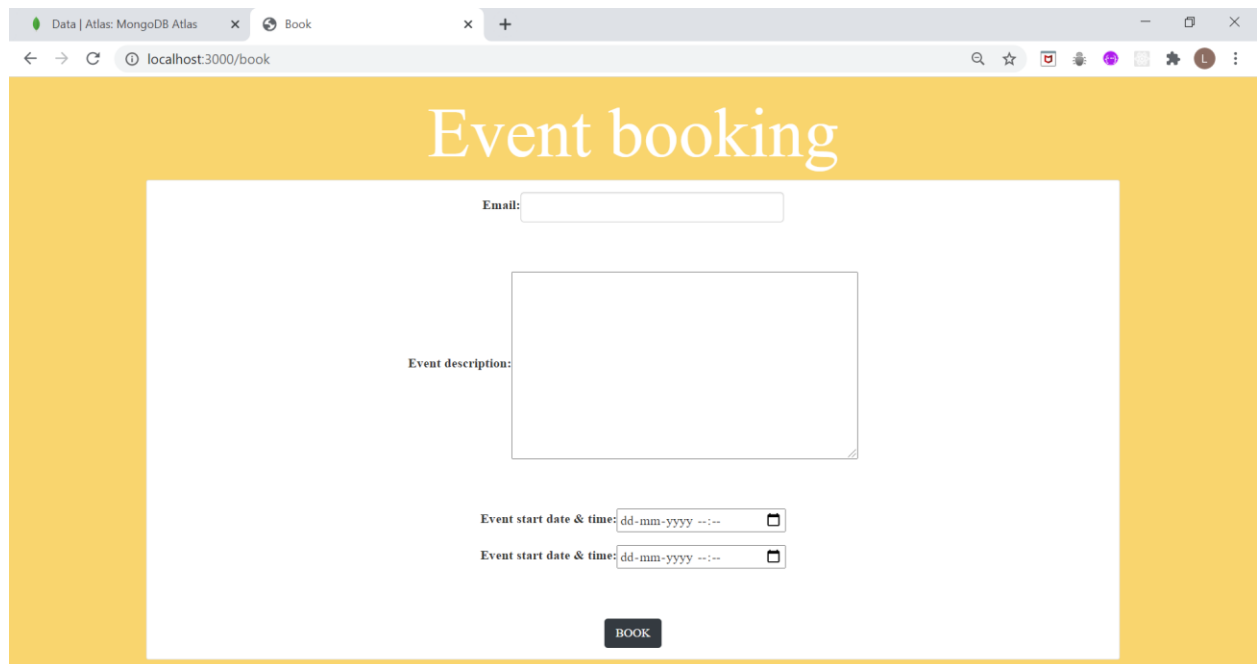 Data | Atlas: MongoDB Atlas Book
localhost:3000/book L
Event booking
Email:
Event description:
Event start date & time: dd-mm-yyyy --:--
Event start date & time: dd-mm-yyyy --:--
BOOK